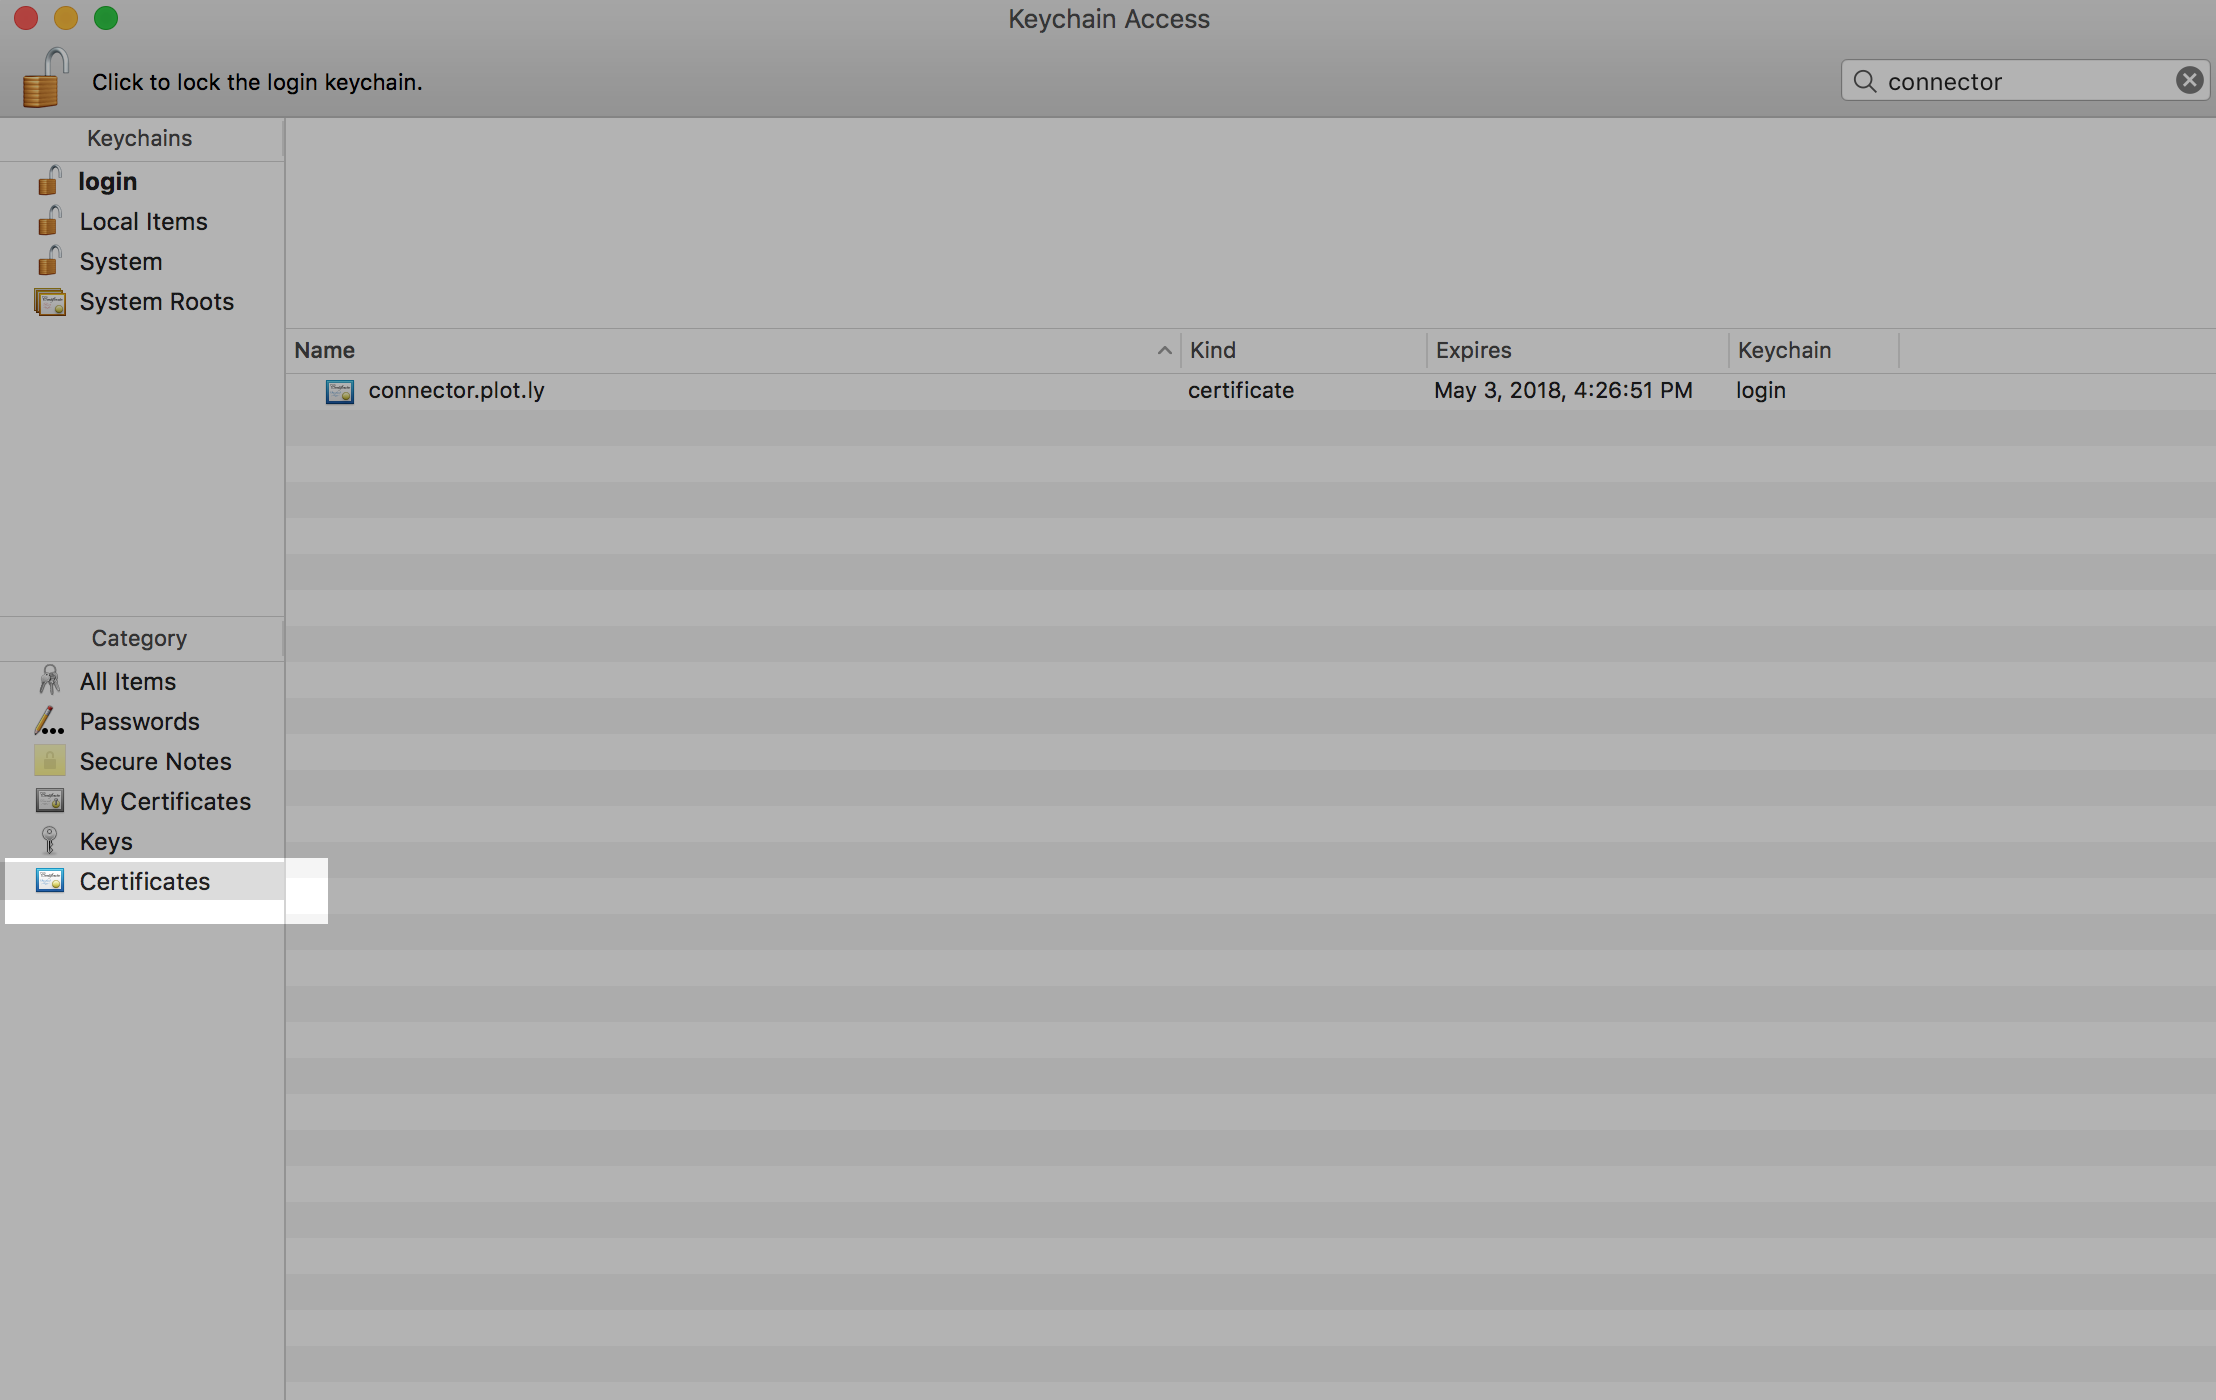 Keychain Access
Click to lock the login keychain.
connector
Keychains
login
Local Items
System
System Roots
Name Kind Expires Keychain
connector.plot.ly certificate May 3, 2018, 4:26:51 PM login
Category
All Items
Passwords
Secure Notes
My Certificates
Keys
Certificates